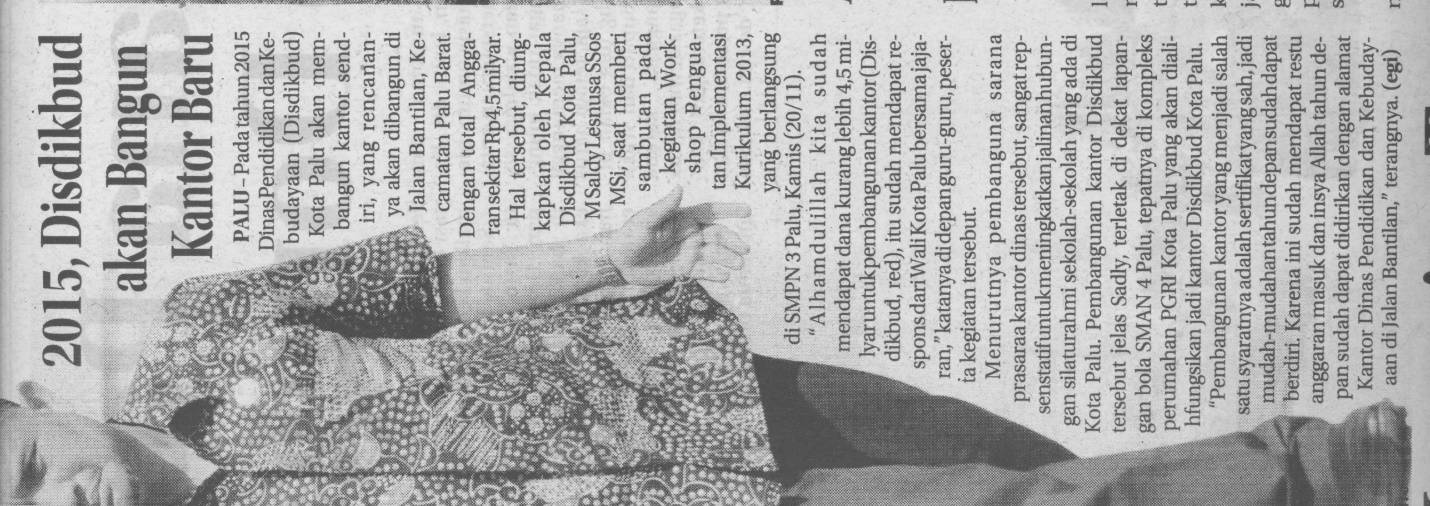 2015, Disdikbud
akan Bangun
Kantor Baru
PALU – Pada tahun 2015
Dinas Pendidikan dan Ke-
budayaan (Disdikbud)
Kota Palu akan mem-
bangun kantor send-
iri, yang rencanan-
ya akan dibangun di
Jalan Bantilan, Ke-
camatan Palu Barat.
Dengan total Angga-
ran sekitar Rp4,5 milyar.
Hal tersebut, diung-
kapkan oleh Kepala
Disdikbud Kota Palu,
M Saldy Lesnusa SSos
MSi, saat memberi
sambutan pada
kegiatan Work-
shop Pengua-
tan Implementasi
Kurikulum 2013,
yang berlangsung
di SMPN 3 Palu, Kamis (20/11).
“Alhamdulillah kita sudah
mendapat dana kurang lebih 4,5 mi-
lyar untuk pembangunan kantor (Dis-
dikbud, red), itu sudah mendapat re-
spons dari Wali Kota Palu bersama jaja-
ran,” katanya di depan guru-guru, peser-
ta kegiatan tersebut.
Menurutnya pembanguna sarana
prasarana kantor dinas tersebut, sangat rep-
senstatif untuk meningkatkan jalinan hubun-
gan silaturahmi sekolah-sekolah yang ada di
Kota Palu. Pembangunan kantor Disdikbud
tersebut jelas Sadly, terletak di dekat lapan-
gan bola SMAN 4 Palu, tepatnya di kompleks
perumahan PGRI Kota Palu yang akan diali-
hfungsikan jadi kantor Disdikbud Kota Palu.
“Pembangunan kantor yang menjadi salah
satu syaratnya adalah sertifikat yang sah, jadi
mudah-mudahan tahun depan sudah dapat
berdiri. Karena ini sudah mendapat restu
anggaran masuk dan insya Allah tahun de-
pan sudah dapat didirikan dengan alamat
Kantor Dinas Pendidikan dan Kebuday-
aan di Jalan Bantilan,” terangnya. (egi)